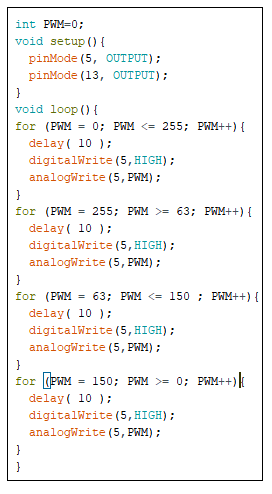 int PWM=0;
void setup(){
  pinMode(5, OUTPUT);
  pinMode(13, OUTPUT);
}
void loop(){
for (PWM = 0; PWM <= 255; PWM++){
  delay( 10 );
  digitalWrite(5,HIGH);
  analogWrite(5,PWM);
}
for (PWM = 255; PWM >= 63; PWM++){
  delay( 10 );
  digitalWrite(5,HIGH);
  analogWrite(5,PWM);
}
for (PWM = 63; PWM <= 150 ; PWM++){
  delay( 10 );
  digitalWrite(5,HIGH);
  analogWrite(5,PWM);
}
for (PWM = 150; PWM >= 0; PWM++){
  delay( 10 );
  digitalWrite(5,HIGH);
  analogWrite(5,PWM);
}
}